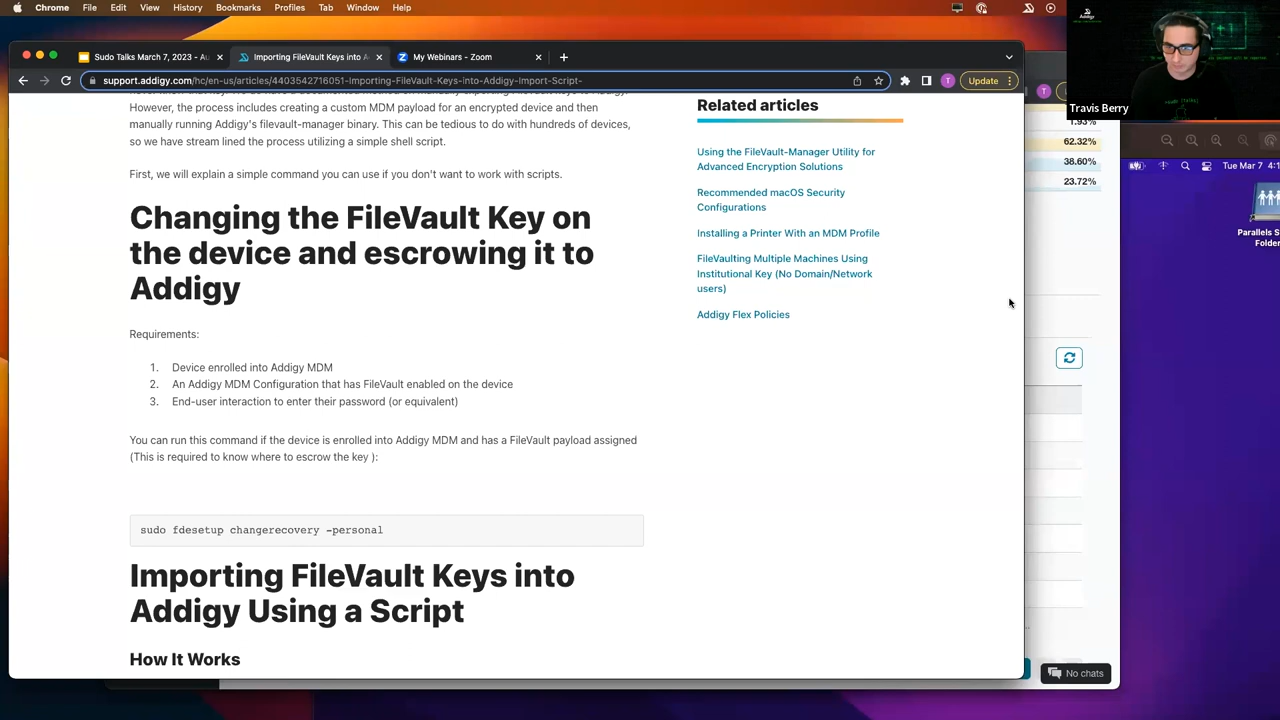 Chrome File Edit View History Bookmarks Profiles Tab Window Help
Sudo Talks March 7, 2023 - Au
Importing FileVault Keys into A
My Webinars - Zoom
support.addigy.com/hc/en-us/articles/4403542716051-Importing-FileVault-Keys-into-Addigy-Import-Script-
T
Update
However, the process includes creating a custom MDM payload for an encrypted device and then
manually running Addigy's filevault-manager binary. This can be tedious to do with hundreds of devices,
so we have stream lined the process utilizing a simple shell script.
First, we will explain a simple command you can use if you don't want to work with scripts.
Changing the FileVault Key on
the device and escrowing it to
Addigy
Requirements:
1. Device enrolled into Addigy MDM
2. An Addigy MDM Configuration that has FileVault enabled on the device
3. End-user interaction to enter their password (or equivalent)
You can run this command if the device is enrolled into Addigy MDM and has a FileVault payload assigned
(This is required to know where to escrow the key ):
sudo fdesetup changerecovery -personal
Importing FileVault Keys into
Addigy Using a Script
How It Works
Related articles
Using the FileVault-Manager Utility for
Advanced Encryption Solutions
Recommended macOS Security
Configurations
Installing a Printer With an MDM Profile
FileVaulting Multiple Machines Using
Institutional Key (No Domain/Network
users)
Addigy Flex Policies
Addigy
Travis Berry
1.93%
62.32%
38.60%
23.72%
Tue Mar 7 4:1
Parallels S
Folder
No chats